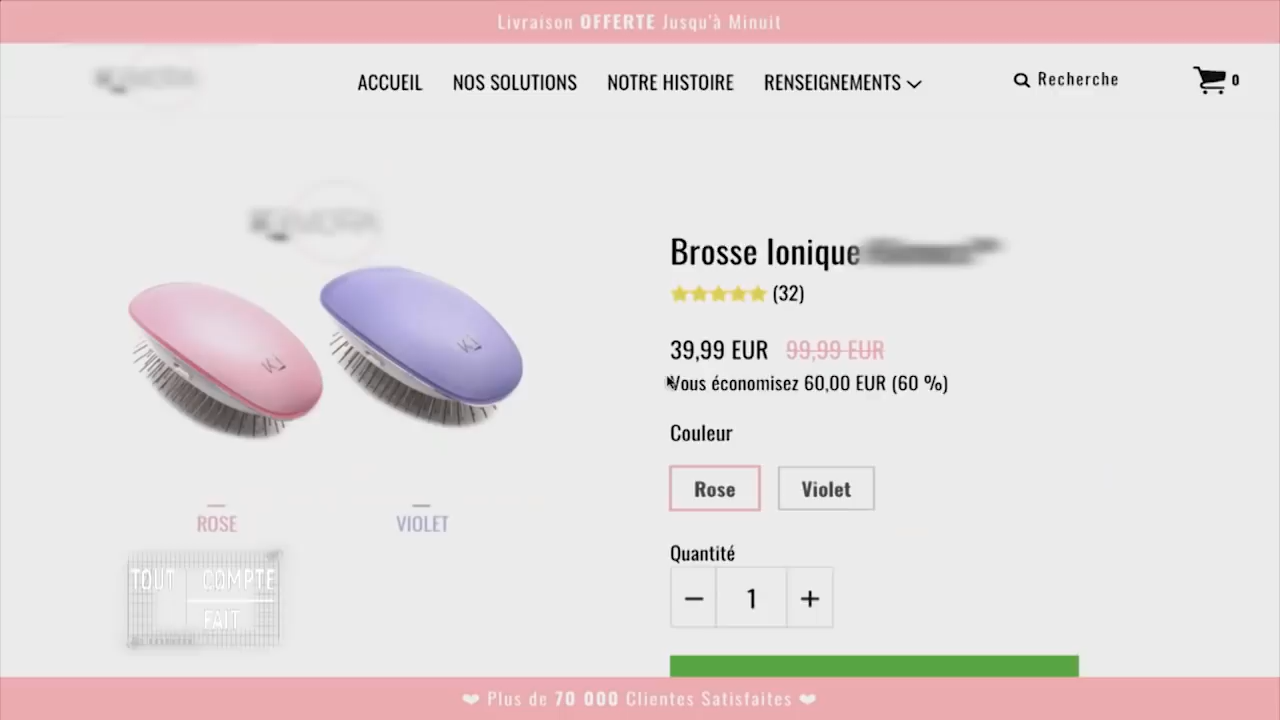 Livraison OFFERTE Jusqu'à Minuit
ACCUEIL NOS SOLUTIONS NOTRE HISTOIRE RENSEIGNEMENTS
Recherche
0
Brosse Ionique
(32)
39,99 EUR 99,99 EUR
Vous économisez 60,00 EUR (60 %)
Couleur
Rose Violet
ROSE VIOLET
Quantité
− 1 +
TOUT COMPTE
FAIT
❤ Plus de 70 000 Clientes Satisfaites ❤